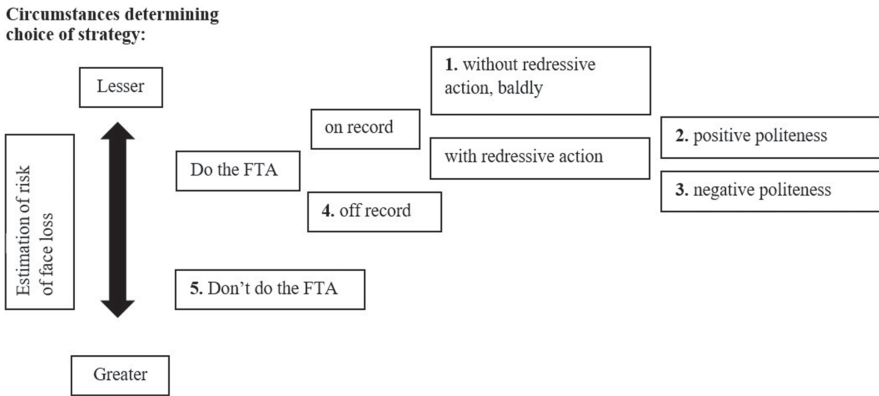 Circumstances determining
choice of strategy:
Lesser
1. without redressive
action, baldly
on record
2. positive politeness
with redressive action
Do the FTA
3. negative politeness
4. off record
Estimation of risk
of face loss
5. Don’t do the FTA
Greater